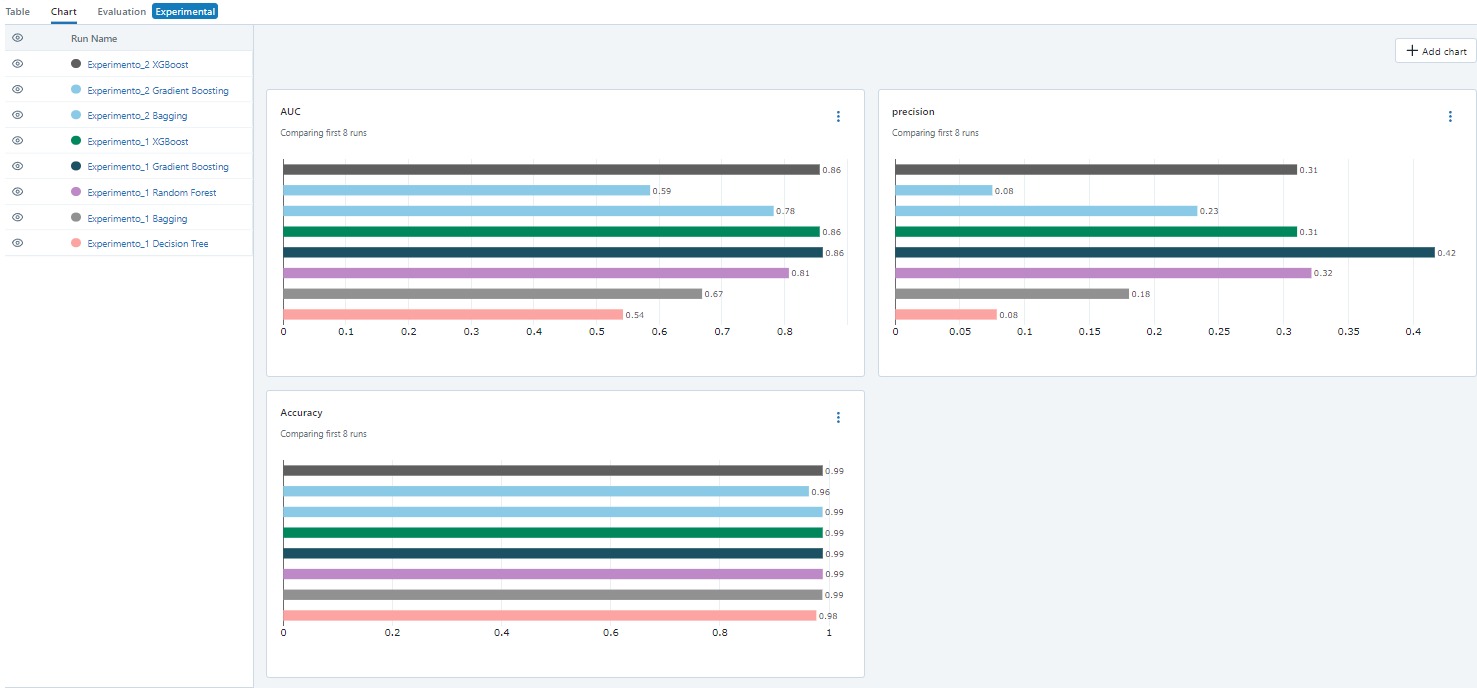 Table Chart Evaluation Experimental
Run Name
Experimento_2 XGBoost
Experimento_2 Gradient Boosting
Experimento_2 Bagging
Experimento_1 XGBoost
Experimento_1 Gradient Boosting
Experimento_1 Random Forest
Experimento_1 Bagging
Experimento_1 Decision Tree
+ Add chart
AUC
Comparing first 8 runs
0.86
0.59
0.78
0.86
0.86
0.81
0.67
0.54
0 0.1 0.2 0.3 0.4 0.5 0.6 0.7 0.8
precision
Comparing first 8 runs
0.31
0.08
0.23
0.31
0.42
0.32
0.18
0.08
0 0.05 0.1 0.15 0.2 0.25 0.3 0.35 0.4
Accuracy
Comparing first 8 runs
0.99
0.96
0.99
0.99
0.99
0.99
0.99
0.98
0 0.2 0.4 0.6 0.8 1